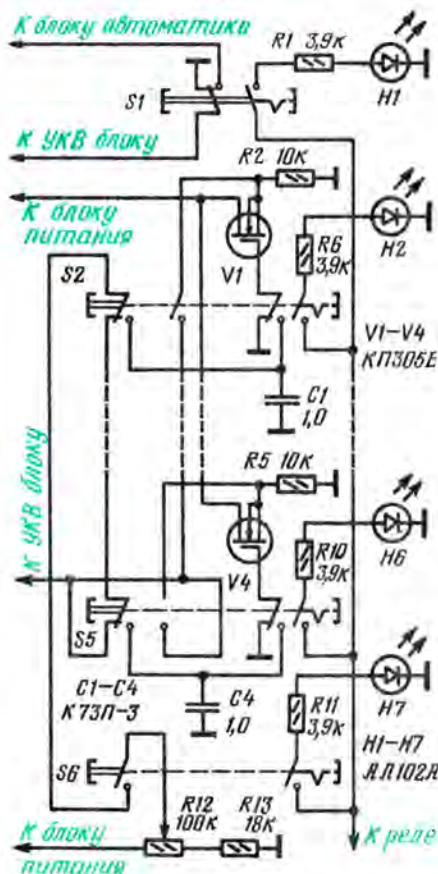 К блоку автоматике
R1 3,9к
S1
H1
К УКВ блоку
R2 10к
К блоку
питания
R6
3,9к
H2
S2
V1
V1–V4
КП305Е
C1
1,0
R5 10к
К УКВ блоку
R10
3,9к
H6
V4
S5
C1–C4
К73П-3
C4
1,0
H7
R11
3,9к
S6
H1–H7
АЛ102А
R12
100к
R13
18к
К блоку
питания
К реле